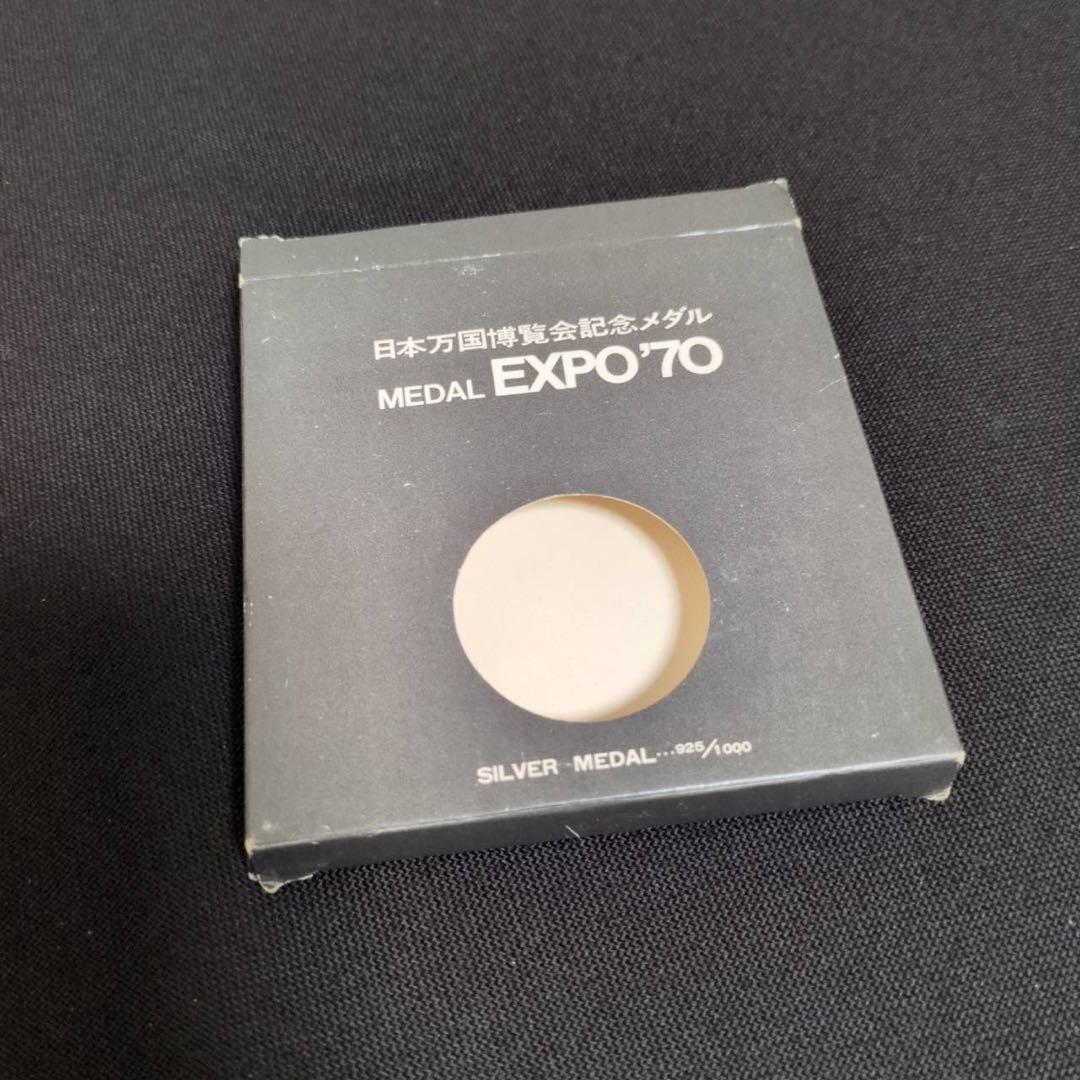 日本万国博覧会記念メダル
MEDAL EXPO'70
SILVER MEDAL...925/1000